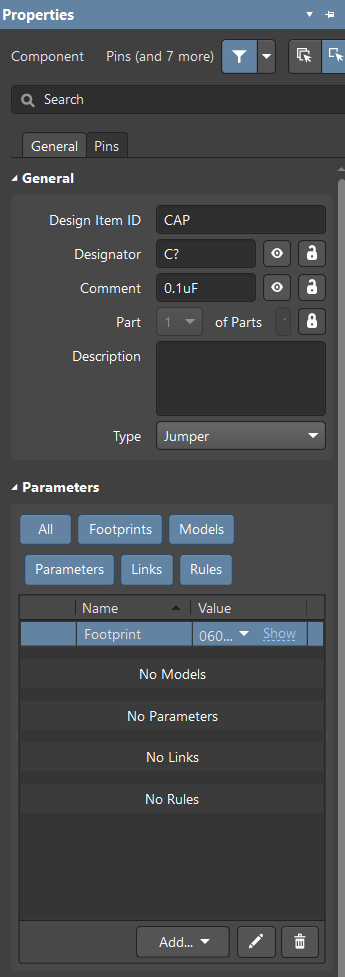 Properties
Component Pins (and 7 more)
Search
General Pins
General
Design Item ID CAP
Designator C?
Comment 0.1uF
Part 1 of Parts
Description
Type Jumper
Parameters
All Footprints Models
Parameters Links Rules
Name Value
Footprint 060... Show
No Models
No Parameters
No Links
No Rules
Add...